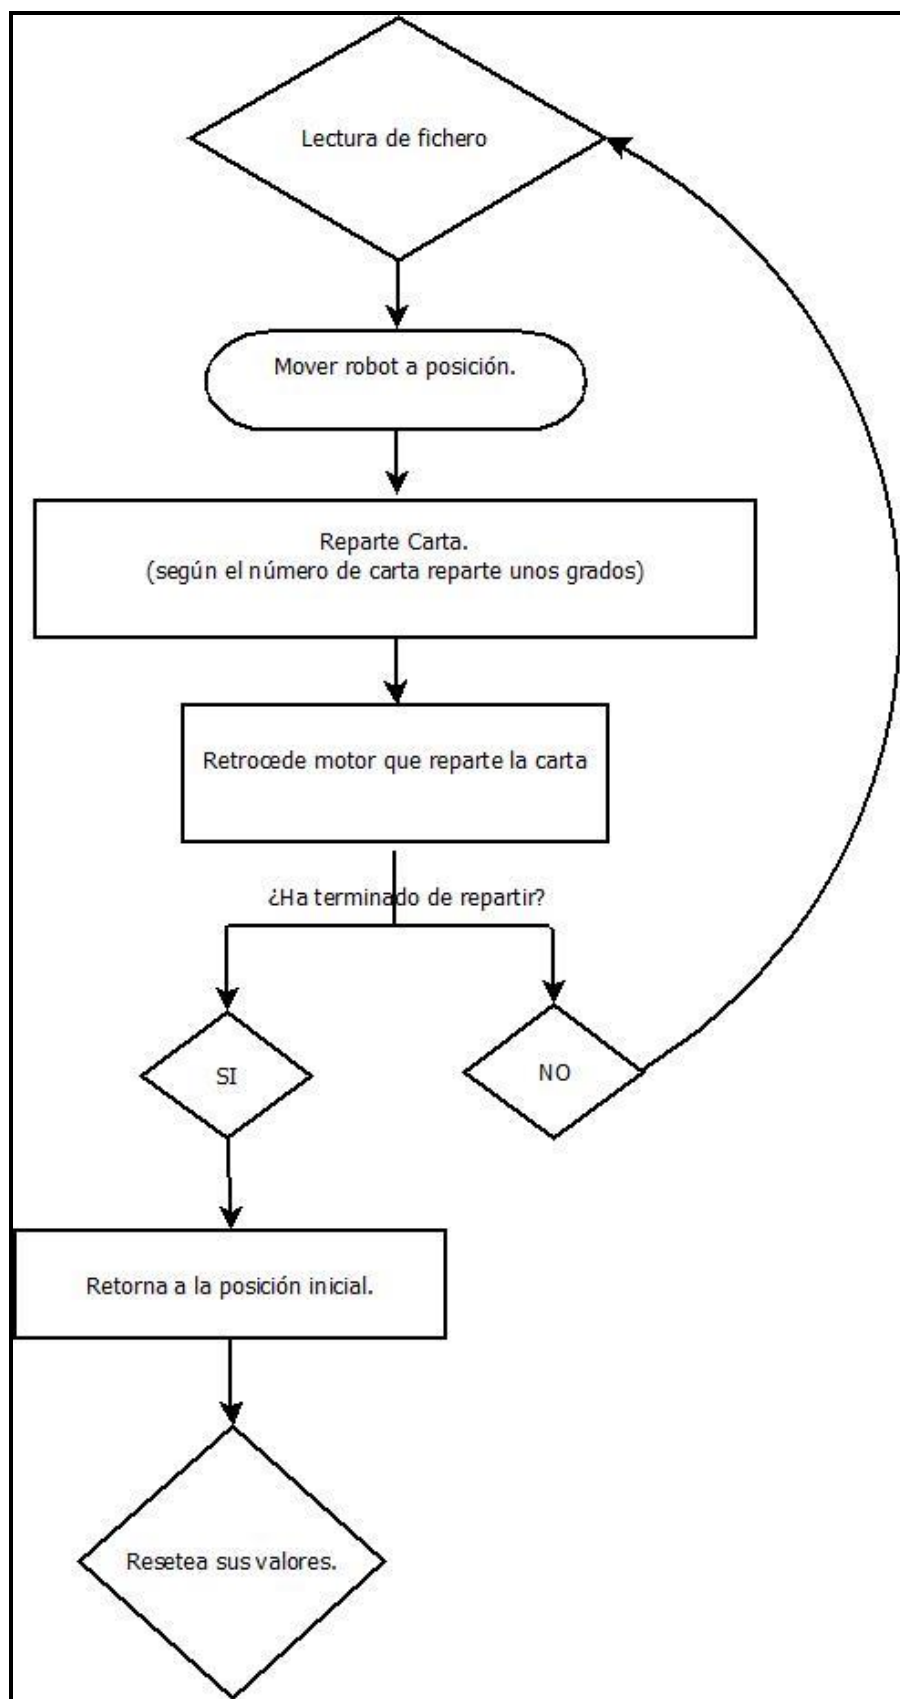 Lectura de fichero
Mover robot a posición.
Reparte Carta.
(según el número de carta reparte unos grados)
Retrocede motor que reparte la carta
¿Ha terminado de repartir?
SI
NO
Retorna a la posición inicial.
Resetea sus valores.